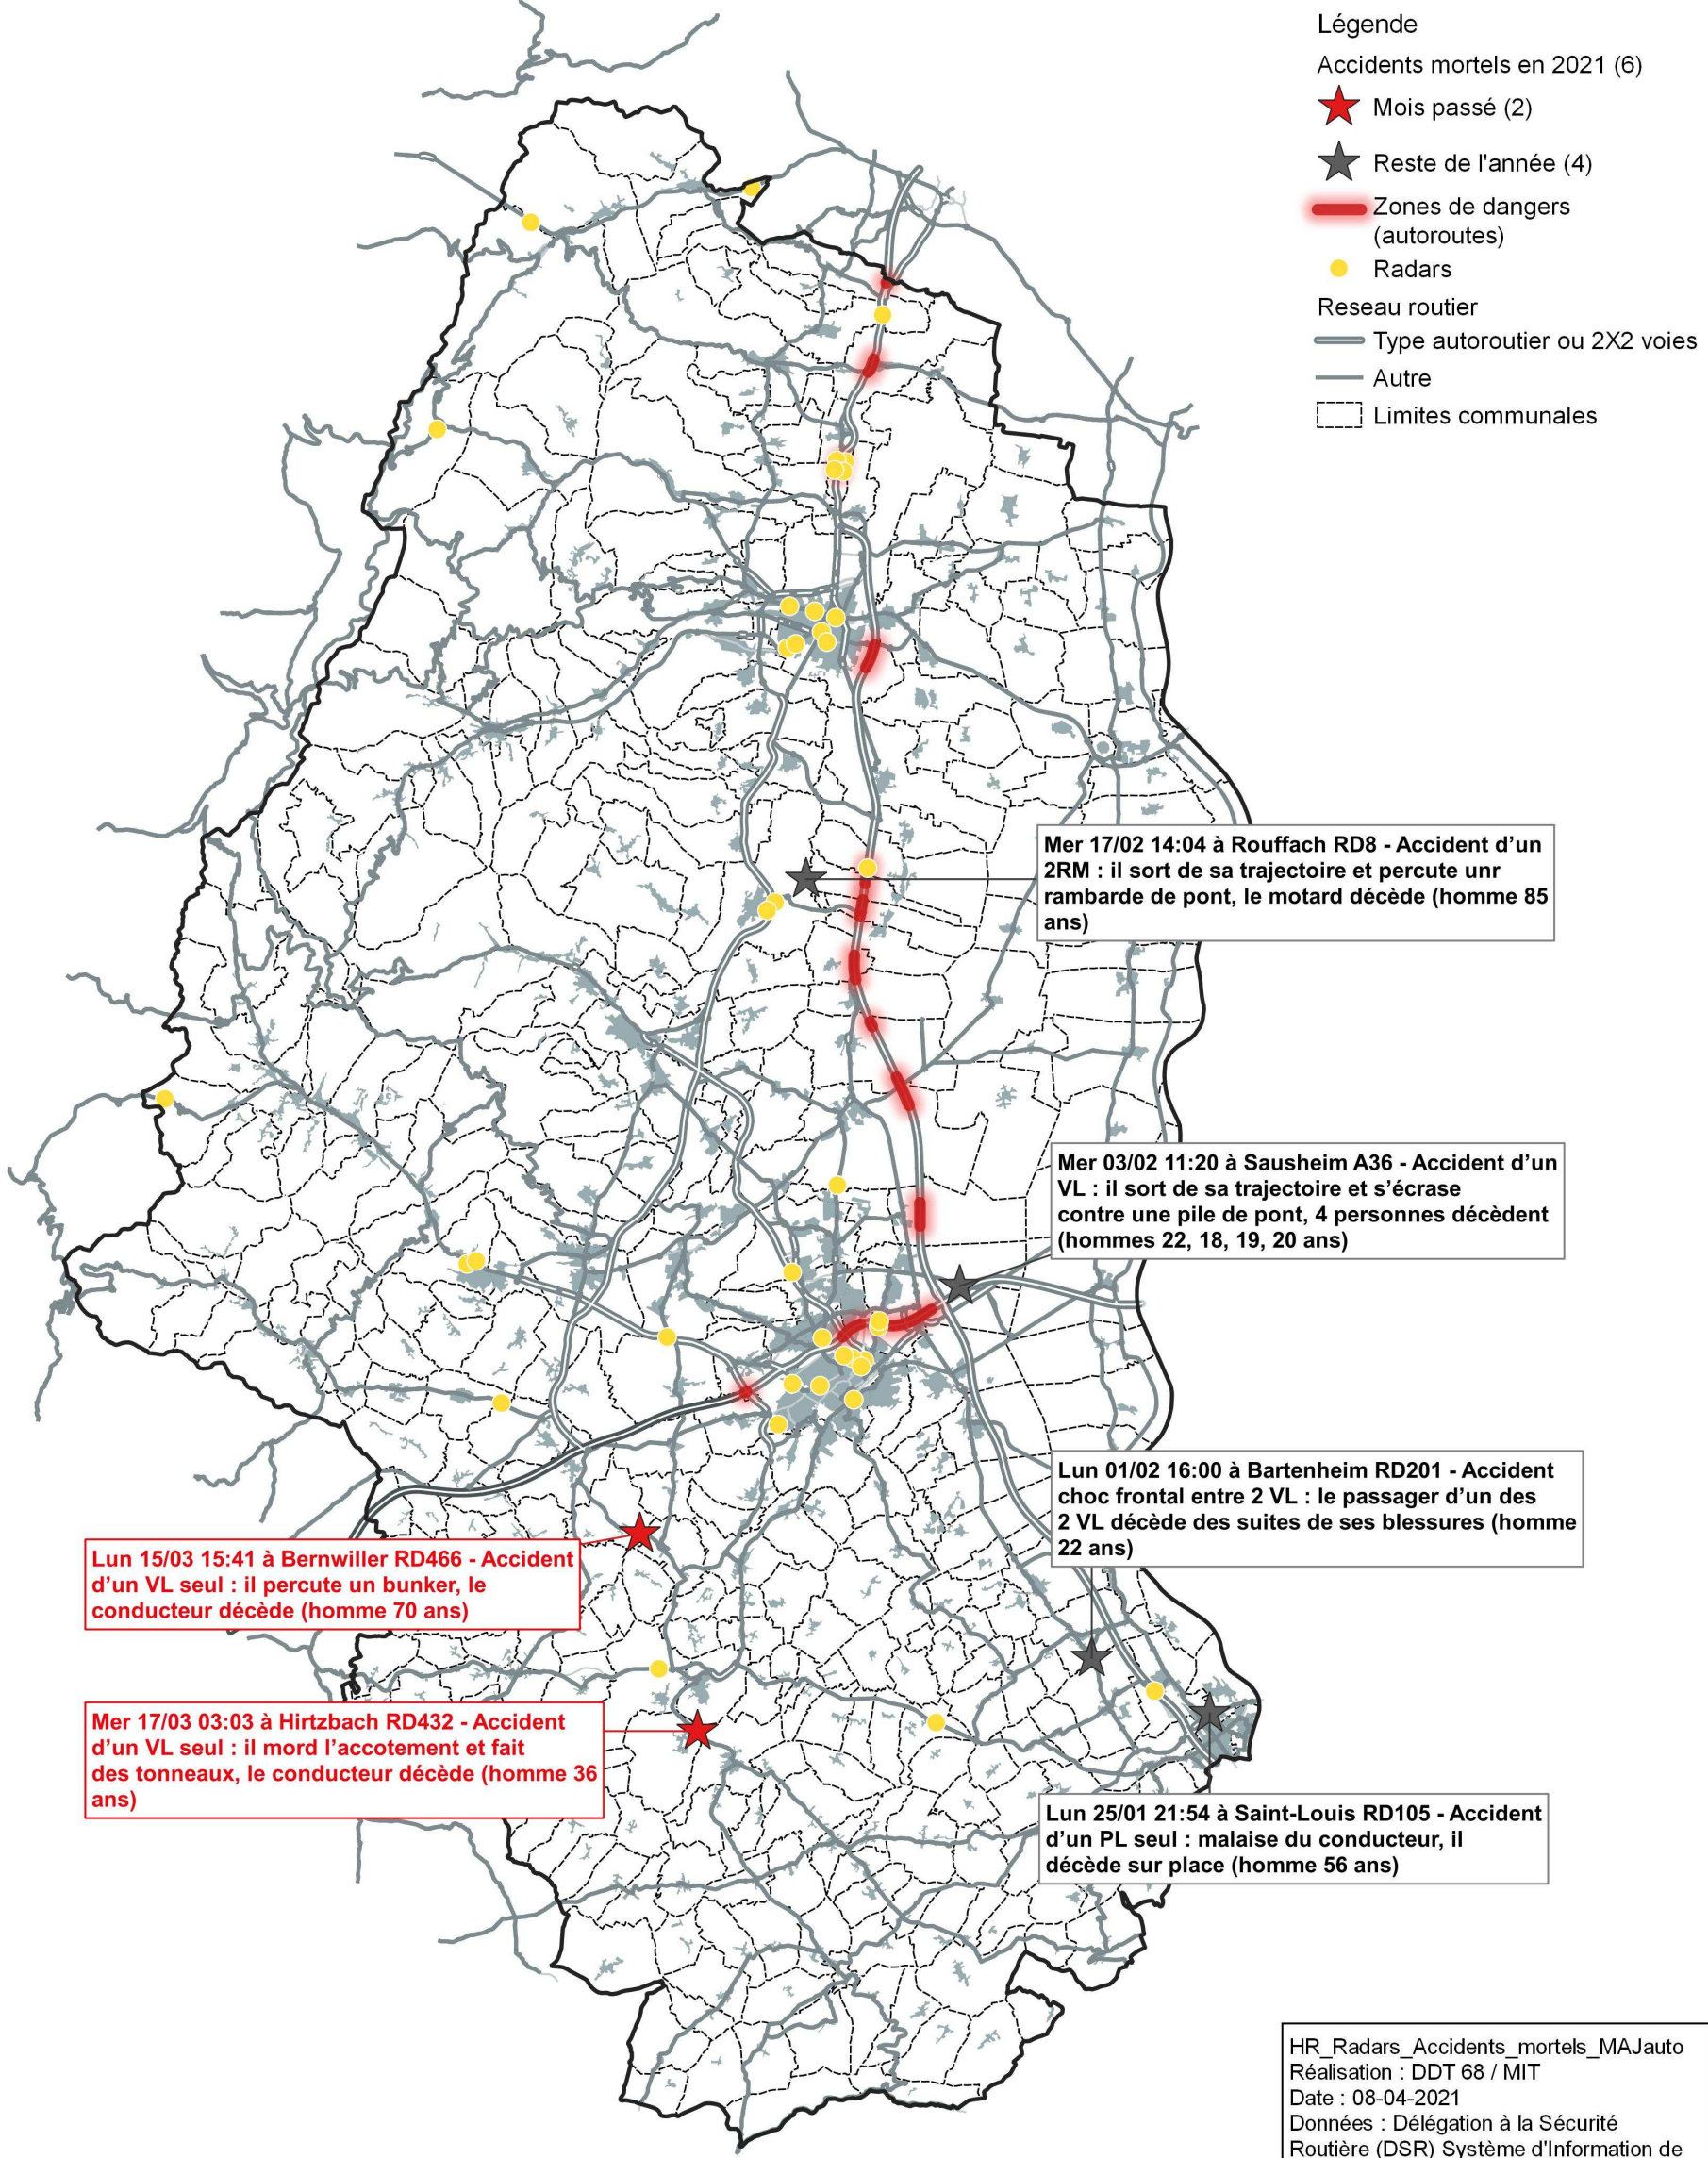 Légende
Accidents mortels en 2021 (6)
Mois passé (2)
Reste de l'année (4)
Zones de dangers
(autoroutes)
Radars
Reseau routier
Type autoroutier ou 2X2 voies
Autre
Limites communales
Mer 17/02 14:04 à Rouffach RD8 - Accident d’un
2RM : il sort de sa trajectoire et percute unr
rambarde de pont, le motard décède (homme 85
ans)
Mer 03/02 11:20 à Sausheim A36 - Accident d’un
VL : il sort de sa trajectoire et s’écrase
contre une pile de pont, 4 personnes décèdent
(hommes 22, 18, 19, 20 ans)
Lun 01/02 16:00 à Bartenheim RD201 - Accident
choc frontal entre 2 VL : le passager d’un des
2 VL décède des suites de ses blessures (homme
22 ans)
Lun 15/03 15:41 à Bernwiller RD466 - Accident
d’un VL seul : il percute un bunker, le
conducteur décède (homme 70 ans)
Mer 17/03 03:03 à Hirtzbach RD432 - Accident
d’un VL seul : il mord l’accotement et fait
des tonneaux, le conducteur décède (homme 36
ans)
Lun 25/01 21:54 à Saint-Louis RD105 - Accident
d’un PL seul : malaise du conducteur, il
décède sur place (homme 56 ans)
HR_Radars_Accidents_mortels_MAJauto
Réalisation : DDT 68 / MIT
Date : 08-04-2021
Données : Délégation à la Sécurité
Routière (DSR) Système d'Information de